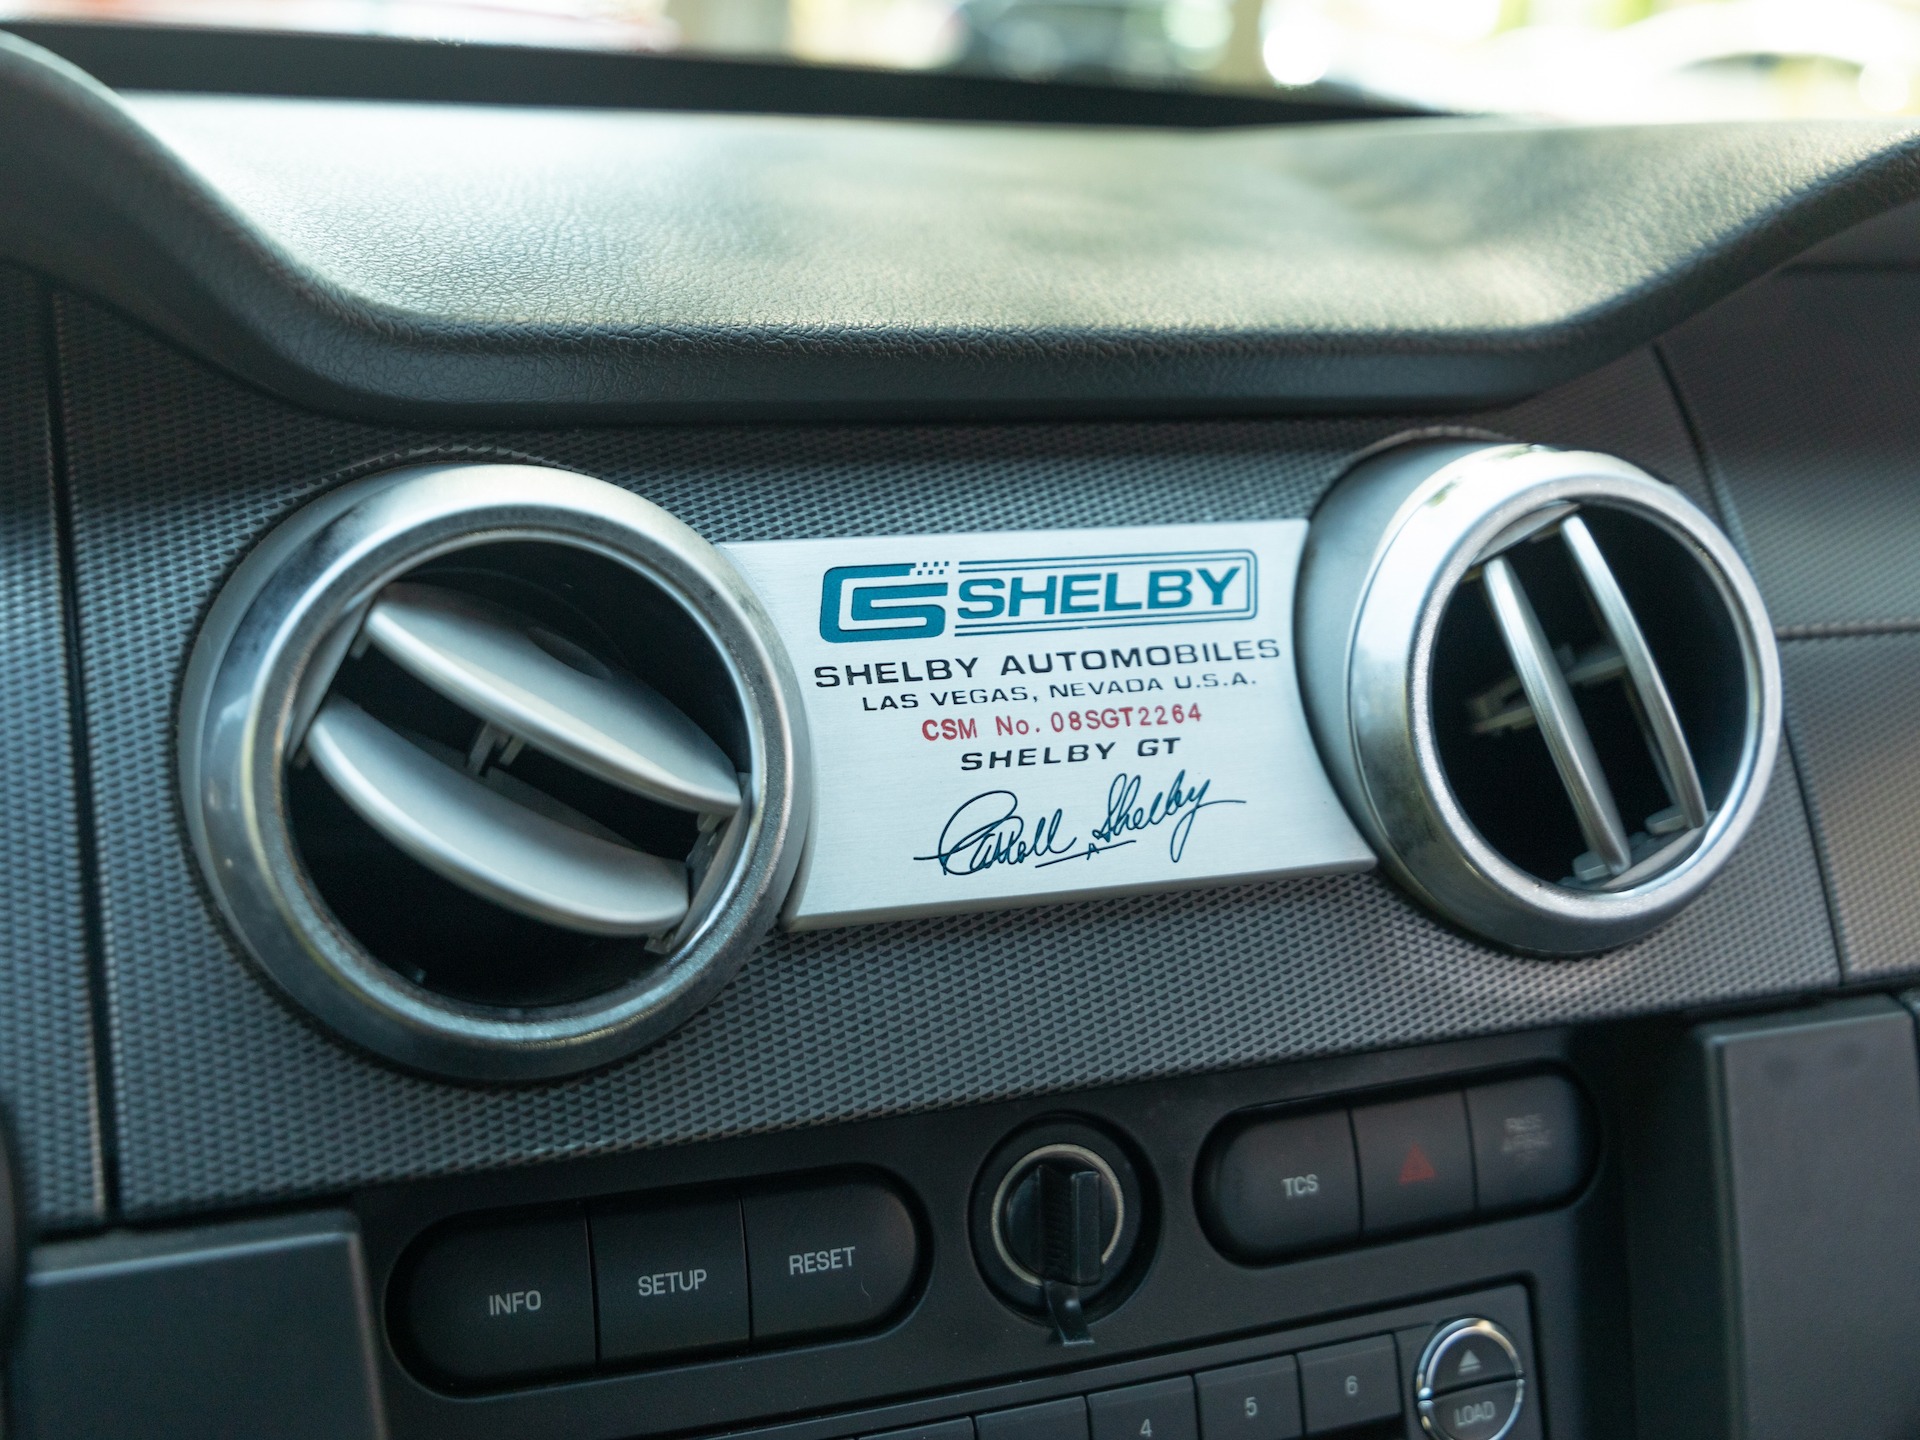 CS SHELBY
SHELBY AUTOMOBILES
LAS VEGAS, NEVADA U.S.A.
CSM No. 08SGT2264
SHELBY GT
Carroll Shelby
INFO SETUP RESET
TCS
4 5 6
LOAD